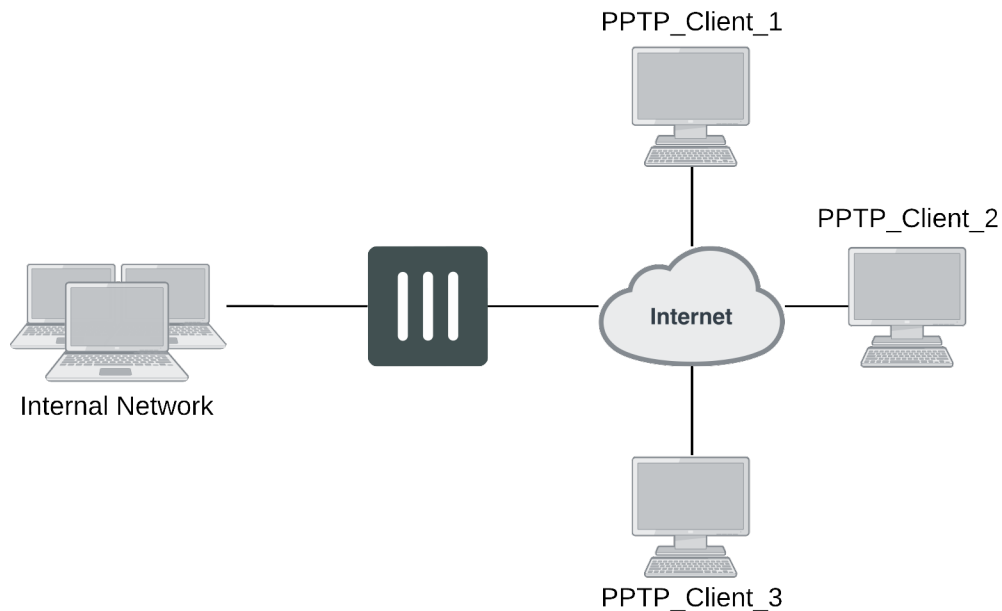 PPTP_Client_1
PPTP_Client_2
Internet
Internal Network
PPTP_Client_3